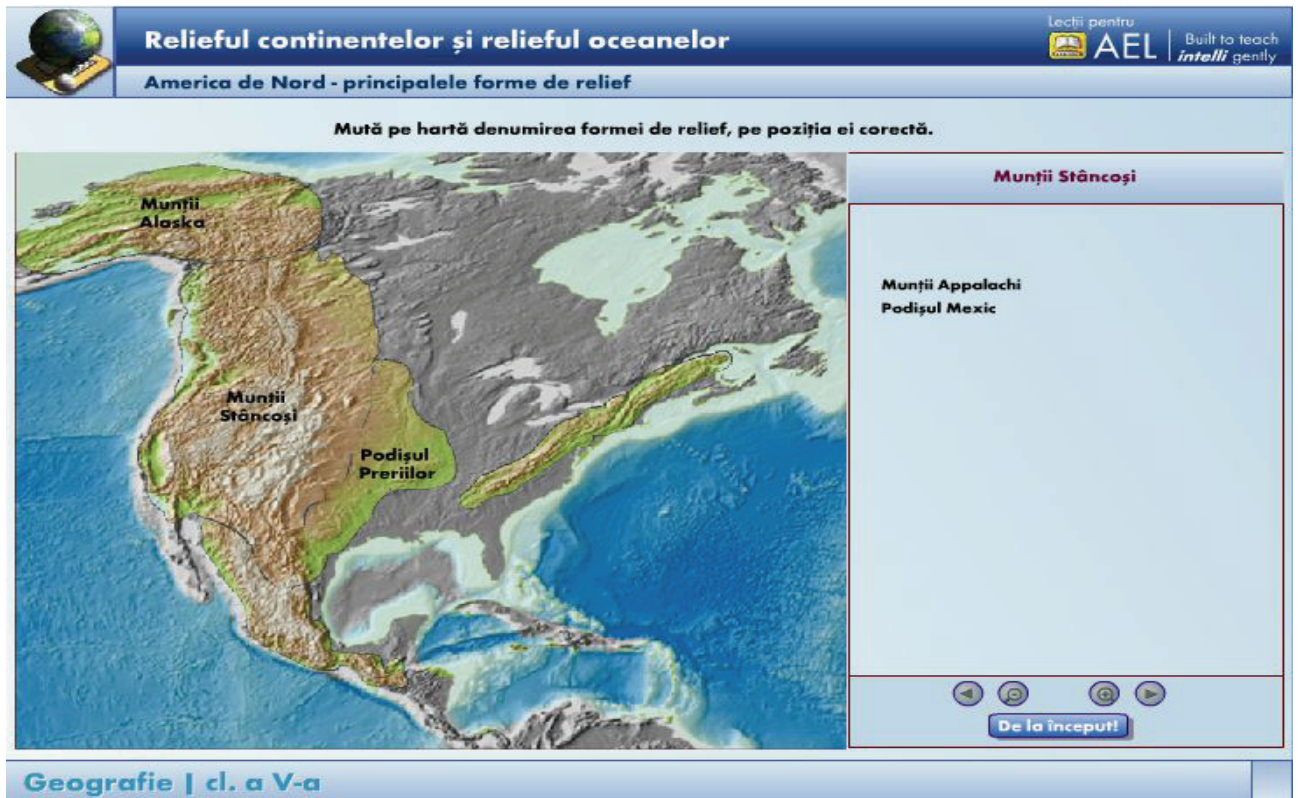 Relieful continentelor și relieful oceanelor
Lecții pentru
AEL
Built to teach
intelli gently
America de Nord - principalele forme de relief
Mută pe hartă denumirea formei de relief, pe poziția ei corectă.
Munții Stâncoși
Munții
Alaska
Munții Appalachi
Podișul Mexic
Munții
Stâncoși
Podișul
Preriilor
De la început!
Geografie | cl. a V-a